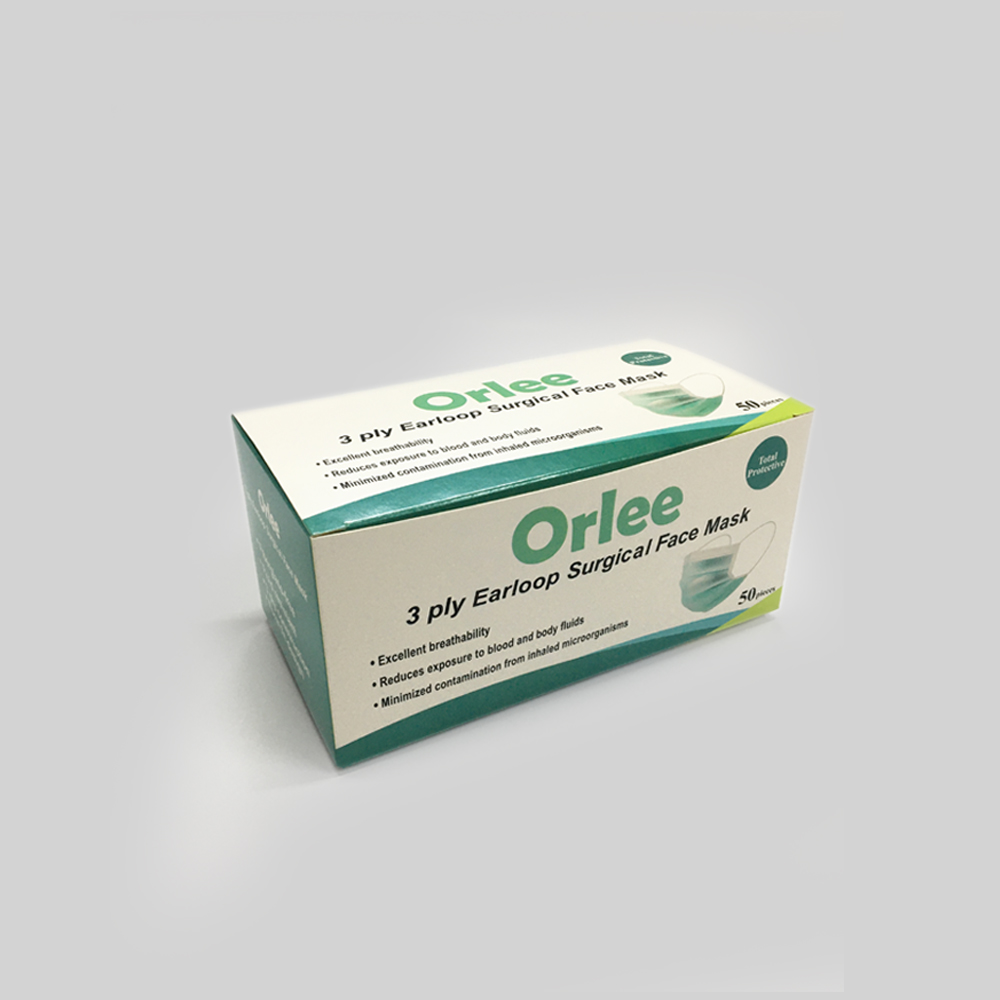 Orlee
3 ply Earloop Surgical Face Mask
• Excellent breathability
• Reduces exposure to blood and body fluids
• Minimized contamination from inhaled microorganisms
Total
Protective
50 pieces
Orlee
3 ply Earloop Surgical Face Mask
• Excellent breathability
• Reduces exposure to blood and body fluids
• Minimized contamination from inhaled microorganisms
Total
Protective
50 pieces
Orlee